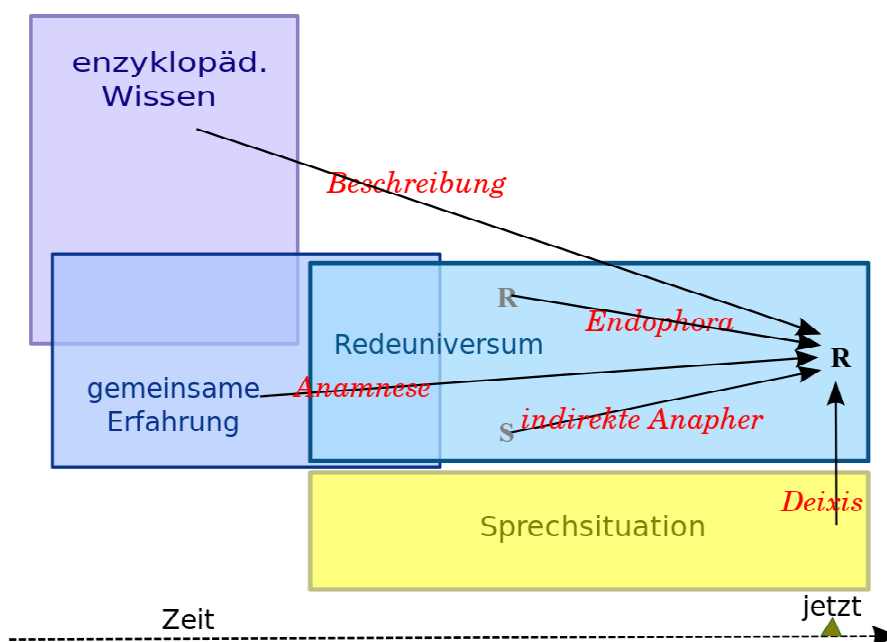 enzyklopäd.
Wissen
Beschreibung
R
Endophora
Redeuniversum
R
gemeinsame
Erfahrung
Anamnese
S
indirekte Anapher
Deixis
Sprechsituation
jetzt
Zeit